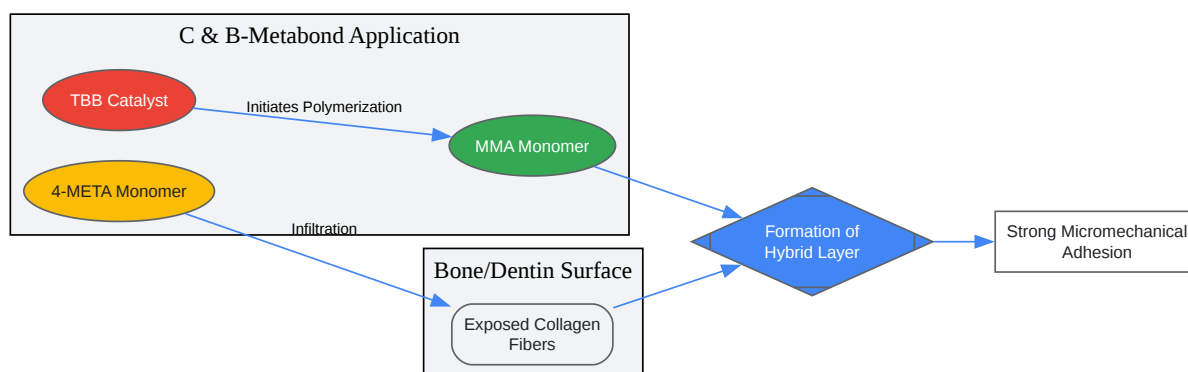 C & B-Metabond Application
TBB Catalyst
Initiates Polymerization
MMA Monomer
4-META Monomer
Infiltration
Bone/Dentin Surface
Exposed Collagen
Fibers
Formation of
Hybrid Layer
Strong Micromechanical
Adhesion